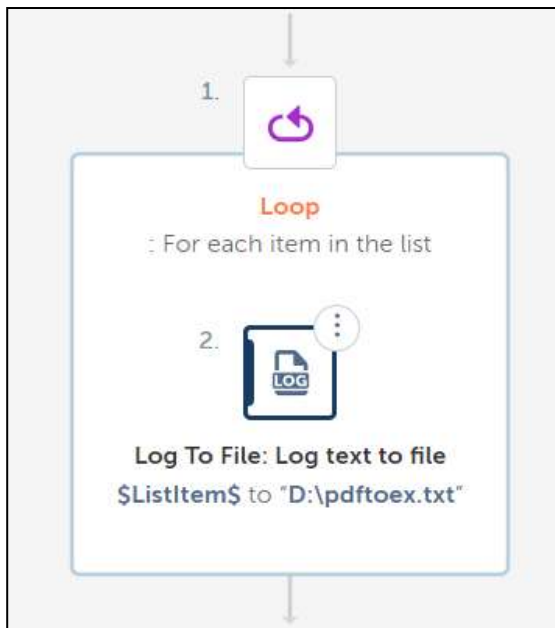 1.
Loop
: For each item in the list
2.
LOG
Log To File: Log text to file
$ListItem$ to “D:\pdftoex.txt”